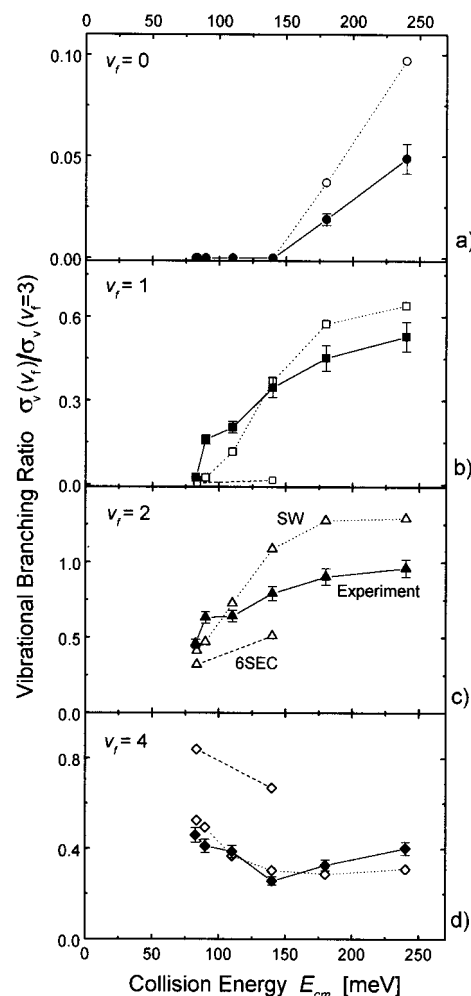 0 50 100 150 200 250
v_f = 0
0.10
0.05
0.00
a)
v_f = 1
0.6
0.3
0.0
b)
v_f = 2
SW
1.0
Experiment
0.5
6SEC
0.0
c)
v_f = 4
0.8
0.4
0.0
d)
0 50 100 150 200 250
Collision Energy E_cm [meV]
Vibrational Branching Ratio σ_v(v_f)/σ_v(v_f=3)